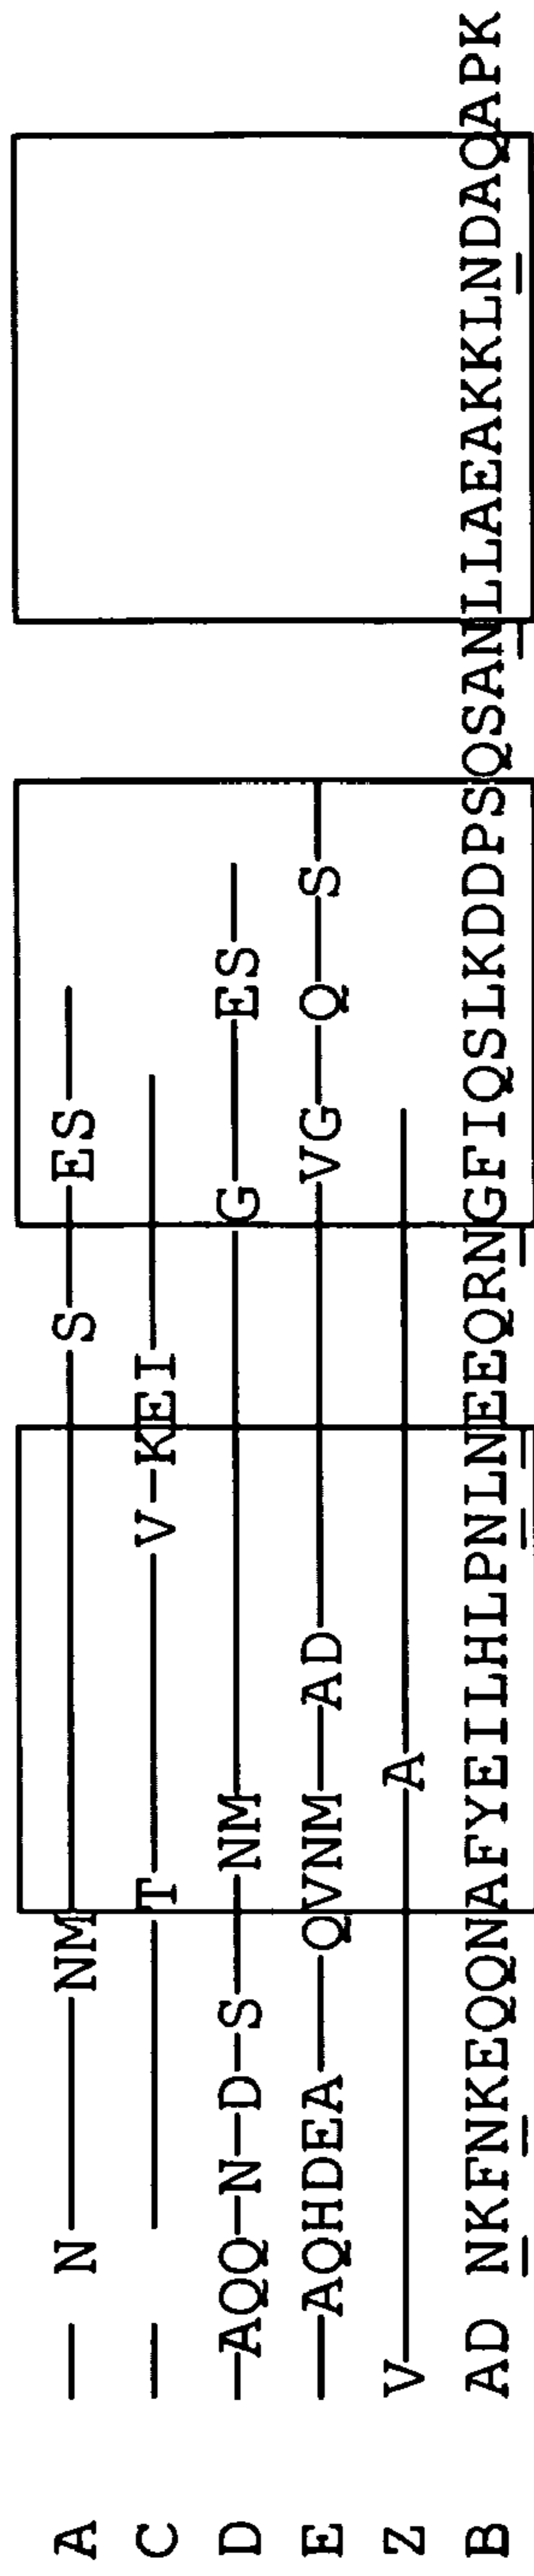 A — N——NM——S—ES—
C — ——T——V-KEI——
D —AQQ-N-D-S—NM——G—ES—
E —AQHDEA—QVNM—AD——VG—Q—S—
Z V——A——
B AD NKFNKEQQNAFYEILHLPNLNEEQRNGFIQSLKDDPSQSANLLAEAKKLNDAQAPK